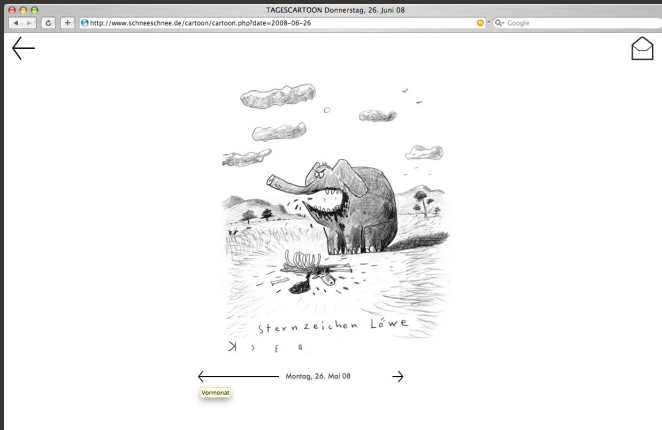 TAGESCARTOON Donnerstag, 26. Juni 08
http://www.schneeschnee.de/cartoon/cartoon.php?date=2008-06-26
Google
Sternzeichen Löwe
Montag, 26. Mai 08
Vormonat